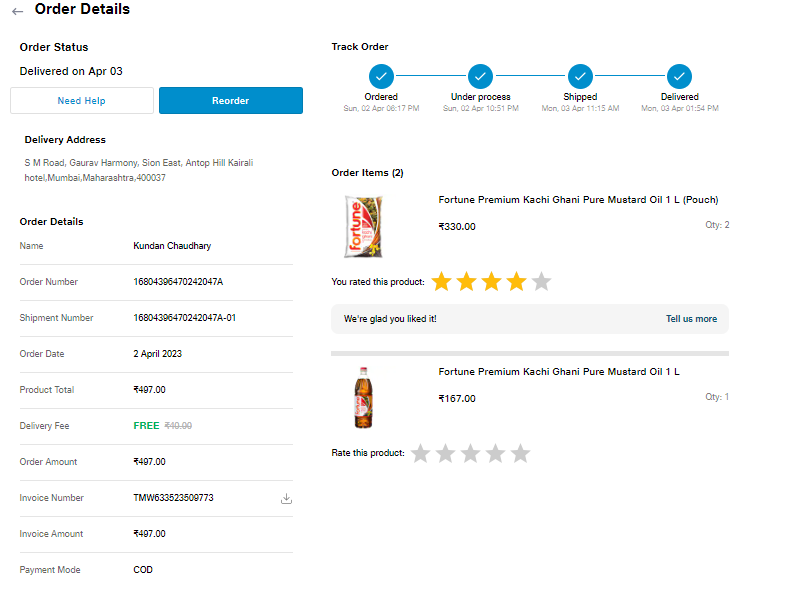 Order Details
Order Status
Delivered on Apr 03
Need Help
Reorder
Delivery Address
S M Road, Gaurav Harmony, Sion East, Antop Hill Kairali
hotel,Mumbai,Maharashtra,400037
Order Details
Name Kundan Chaudhary
Order Number 16804396470242047A
Shipment Number 16804396470242047A-01
Order Date 2 April 2023
Product Total ₹497.00
Delivery Fee FREE ₹40.00
Order Amount ₹497.00
Invoice Number TMW633523509773
Invoice Amount ₹497.00
Payment Mode COD
Track Order
Ordered Under process Shipped Delivered
Sun, 02 Apr 06:17 PM Sun, 02 Apr 10:51 PM Mon, 03 Apr 11:15 AM Mon, 03 Apr 01:54 PM
Order Items (2)
fortune
Fortune Premium Kachi Ghani Pure Mustard Oil 1 L (Pouch)
₹330.00 Qty: 2
You rated this product:
We're glad you liked it! Tell us more
fortune
Fortune Premium Kachi Ghani Pure Mustard Oil 1 L
₹167.00 Qty: 1
Rate this product: